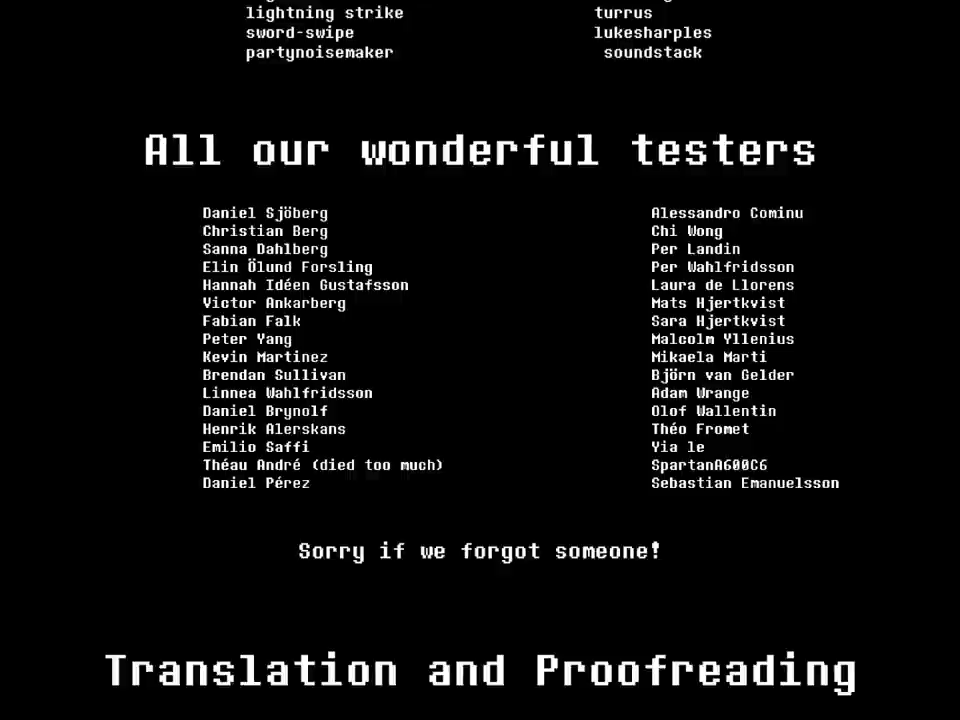 lightning strike turrus
sword-swipe lukesharples
partynoisemaker soundstack
All our wonderful testers
Daniel Sjöberg Alessandro Cominu
Christian Berg Chi Wong
Sanna Dahlberg Per Landin
Elin Ölund Forsling Per Wahlfridsson
Hannah Idéen Gustafsson Laura de Llorens
Victor Ankarberg Mats Hjertkvist
Fabian Falk Sara Hjertkvist
Peter Yang Malcolm Yllenius
Kevin Martinez Mikaela Marti
Brendan Sullivan Björn van Gelder
Linnea Wahlfridsson Adam Wrange
Daniel Brynolf Olof Wallentin
Henrik Alerskans Théo Fromet
Emilio Saffi Yia le
Théau André (died too much) SpartanA600C6
Daniel Pérez Sebastian Emanuelsson
Sorry if we forgot someone!
Translation and Proofreading